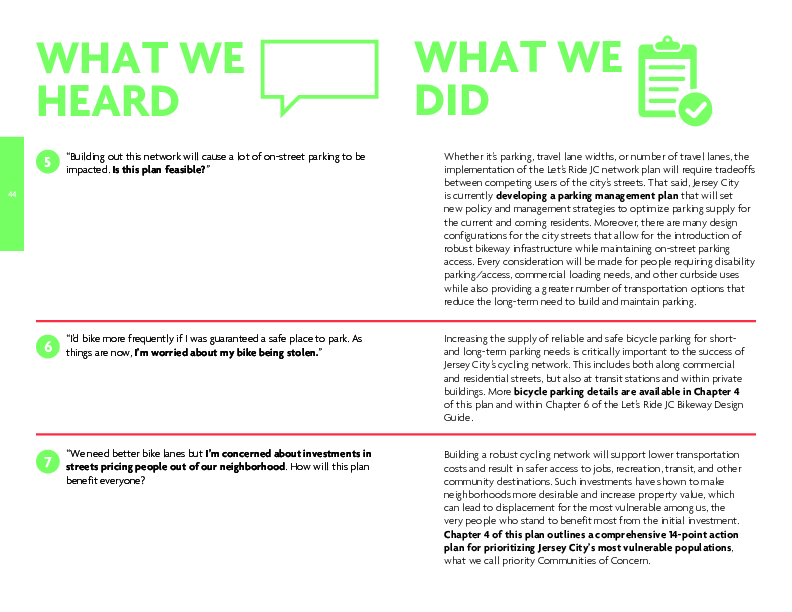 WHAT WE
HEARD
WHAT WE
DID
44
5
“Building out this network will cause a lot of on-street parking to be
impacted. Is this plan feasible?”
Whether it’s parking, travel lane widths, or number of travel lanes, the
implementation of the Let’s Ride JC network plan will require tradeoffs
between competing users of the city’s streets. That said, Jersey City
is currently developing a parking management plan that will set
new policy and management strategies to optimize parking supply for
the current and coming residents. Moreover, there are many design
configurations for the city streets that allow for the introduction of
robust bikeway infrastructure while maintaining on-street parking
access. Every consideration will be made for people requiring disability
parking/access, commercial loading needs, and other curbside uses
while also providing a greater number of transportation options that
reduce the long-term need to build and maintain parking.
6
“I’d bike more frequently if I was guaranteed a safe place to park. As
things are now, I’m worried about my bike being stolen.”
Increasing the supply of reliable and safe bicycle parking for short-
and long-term parking needs is critically important to the success of
Jersey City’s cycling network. This includes both along commercial
and residential streets, but also at transit stations and within private
buildings. More bicycle parking details are available in Chapter 4
of this plan and within Chapter 6 of the Let’s Ride JC Bikeway Design
Guide.
7
“We need better bike lanes but I’m concerned about investments in
streets pricing people out of our neighborhood. How will this plan
benefit everyone?
Building a robust cycling network will support lower transportation
costs and result in safer access to jobs, recreation, transit, and other
community destinations. Such investments have shown to make
neighborhoods more desirable and increase property value, which
can lead to displacement for the most vulnerable among us, the
very people who stand to benefit most from the initial investment.
Chapter 4 of this plan outlines a comprehensive 14-point action
plan for prioritizing Jersey City’s most vulnerable populations,
what we call priority Communities of Concern.